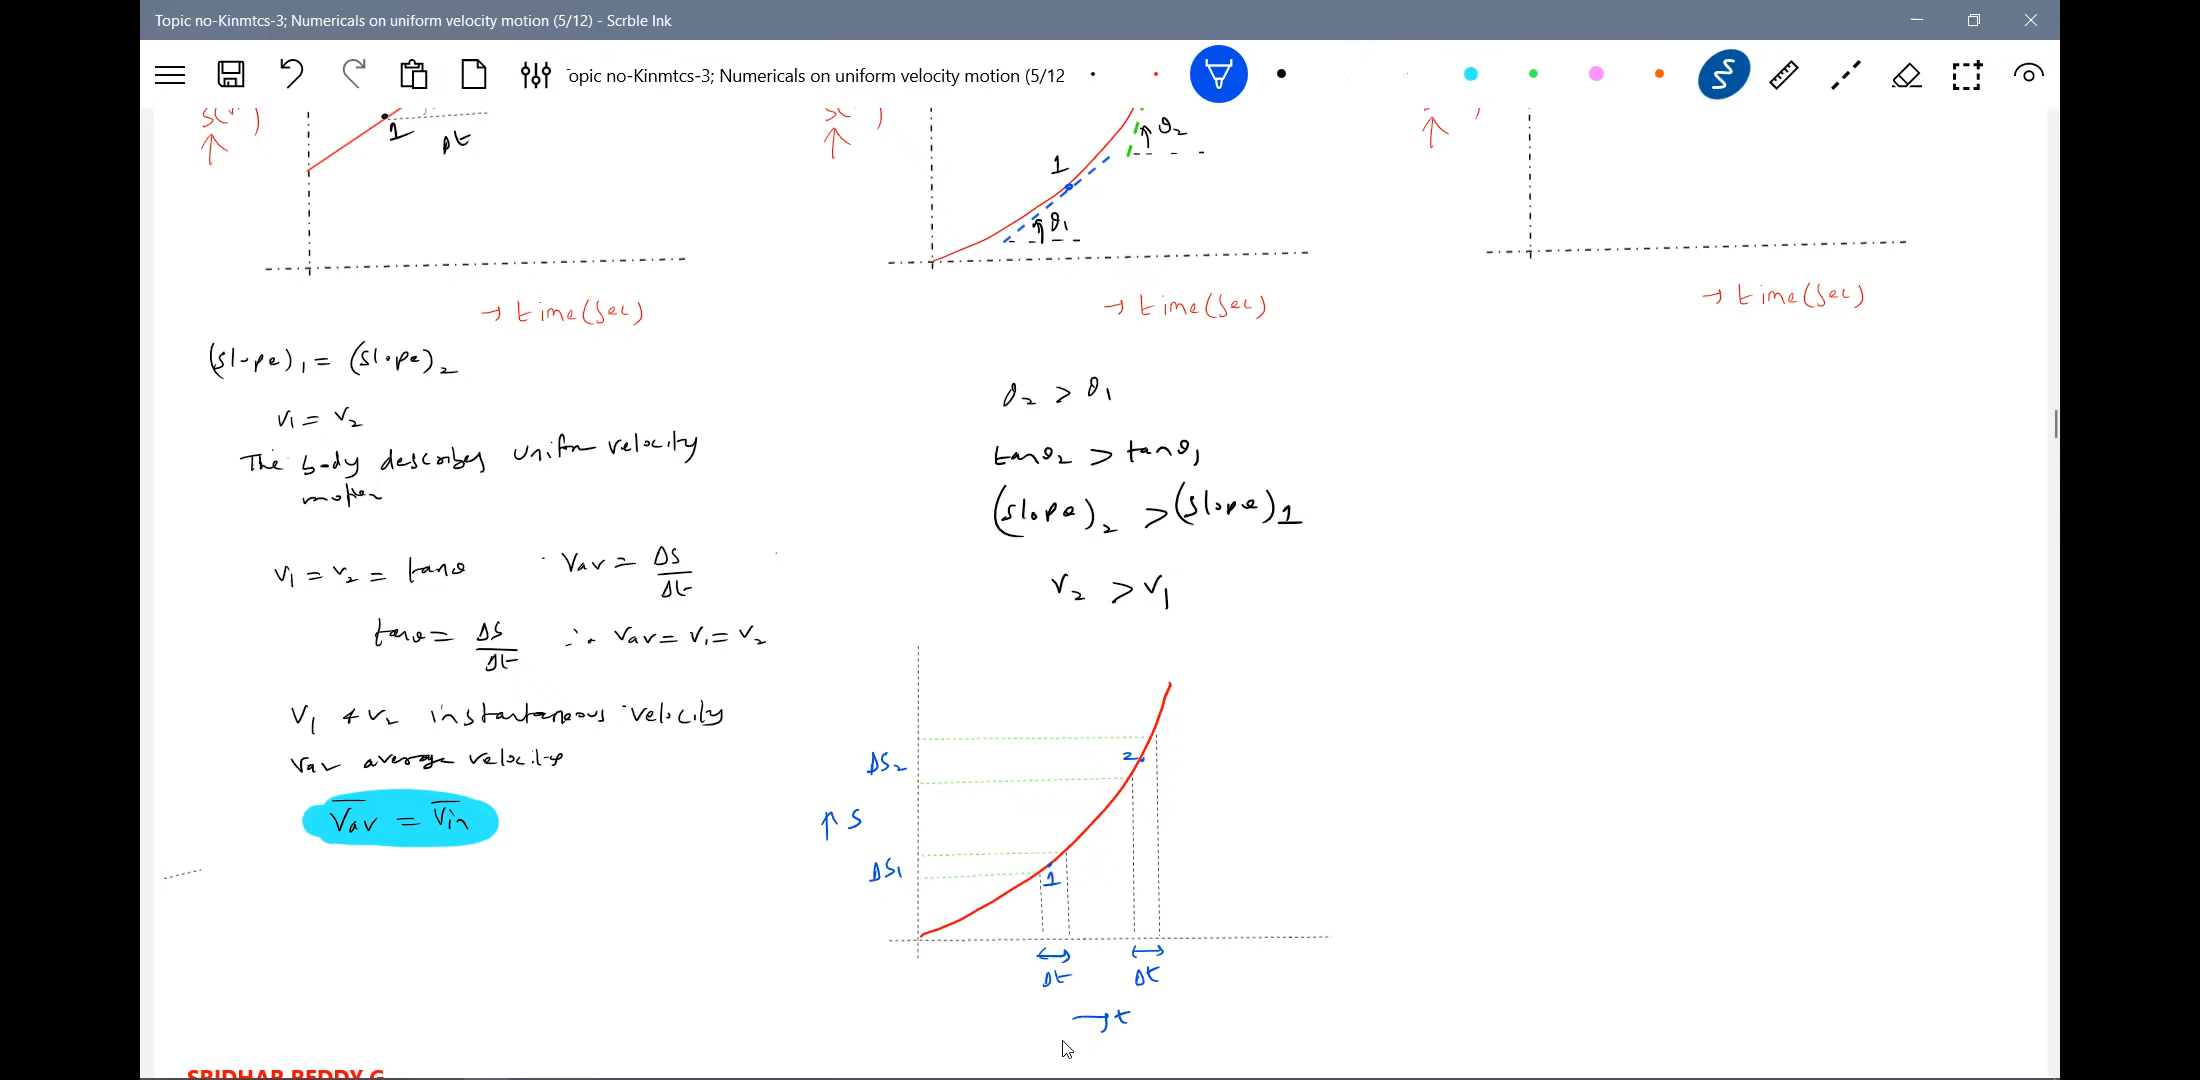 Topic no-Kinmtcs-3; Numericals on uniform velocity motion (5/12) - Scrble Ink
opic no-Kinmtcs-3; Numericals on uniform velocity motion (5/12
1
Δt
→ time(sec)
(slope)₁ = (slope)₂
v₁ = v₂
The body describes uniform velocity
motion
v₁ = v₂ = tanθ
Vav = ΔS/Δt
tanθ = ΔS/Δt
∴ Vav = v₁ = v₂
V₁ & v₂ instantaneous velocity
Vav average velocity
V̅av = V̅in
1
θ₂
θ₁
→ time(sec)
θ₂ > θ₁
tanθ₂ > tanθ₁
(slope)₂ > (slope)1
V₂ > V₁
ΔS₂
2
↑ S
ΔS₁
1
Δt
Δt
→ t
→ time(sec)
SRIDHAR REDDY G